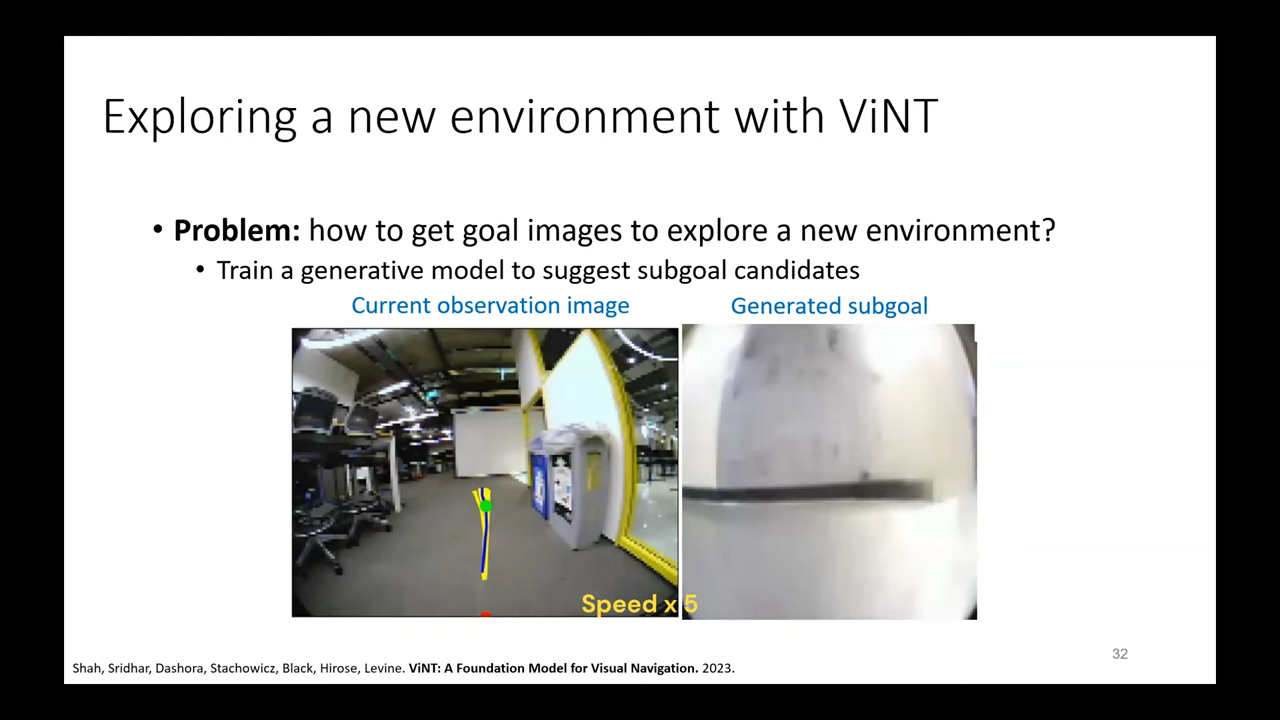 Exploring a new environment with ViNT
• Problem: how to get goal images to explore a new environment?
• Train a generative model to suggest subgoal candidates
Current observation image
Generated subgoal
Speed x 5
Shah, Sridhar, Dashora, Stachowicz, Black, Hirose, Levine. ViNT: A Foundation Model for Visual Navigation. 2023.
32